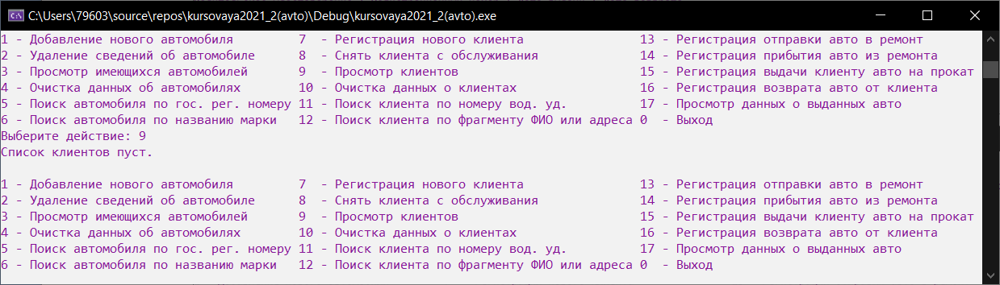 C:\Users\79603\source\repos\kursovaya2021_2(avto)\Debug\kursovaya2021_2(avto).exe
1 - Добавление нового автомобиля 7 - Регистрация нового клиента 13 - Регистрация отправки авто в ремонт
2 - Удаление сведений об автомобиле 8 - Снять клиента с обслуживания 14 - Регистрация прибытия авто из ремонта
3 - Просмотр имеющихся автомобилей 9 - Просмотр клиентов 15 - Регистрация выдачи клиенту авто на прокат
4 - Очистка данных об автомобилях 10 - Очистка данных о клиентах 16 - Регистрация возврата авто от клиента
5 - Поиск автомобиля по гос. рег. номеру 11 - Поиск клиента по номеру вод. уд. 17 - Просмотр данных о выданных авто
6 - Поиск автомобиля по названию марки 12 - Поиск клиента по фрагменту ФИО или адреса 0 - Выход
Выберите действие: 9
Список клиентов пуст.
1 - Добавление нового автомобиля 7 - Регистрация нового клиента 13 - Регистрация отправки авто в ремонт
2 - Удаление сведений об автомобиле 8 - Снять клиента с обслуживания 14 - Регистрация прибытия авто из ремонта
3 - Просмотр имеющихся автомобилей 9 - Просмотр клиентов 15 - Регистрация выдачи клиенту авто на прокат
4 - Очистка данных об автомобилях 10 - Очистка данных о клиентах 16 - Регистрация возврата авто от клиента
5 - Поиск автомобиля по гос. рег. номеру 11 - Поиск клиента по номеру вод. уд. 17 - Просмотр данных о выданных авто
6 - Поиск автомобиля по названию марки 12 - Поиск клиента по фрагменту ФИО или адреса 0 - Выход